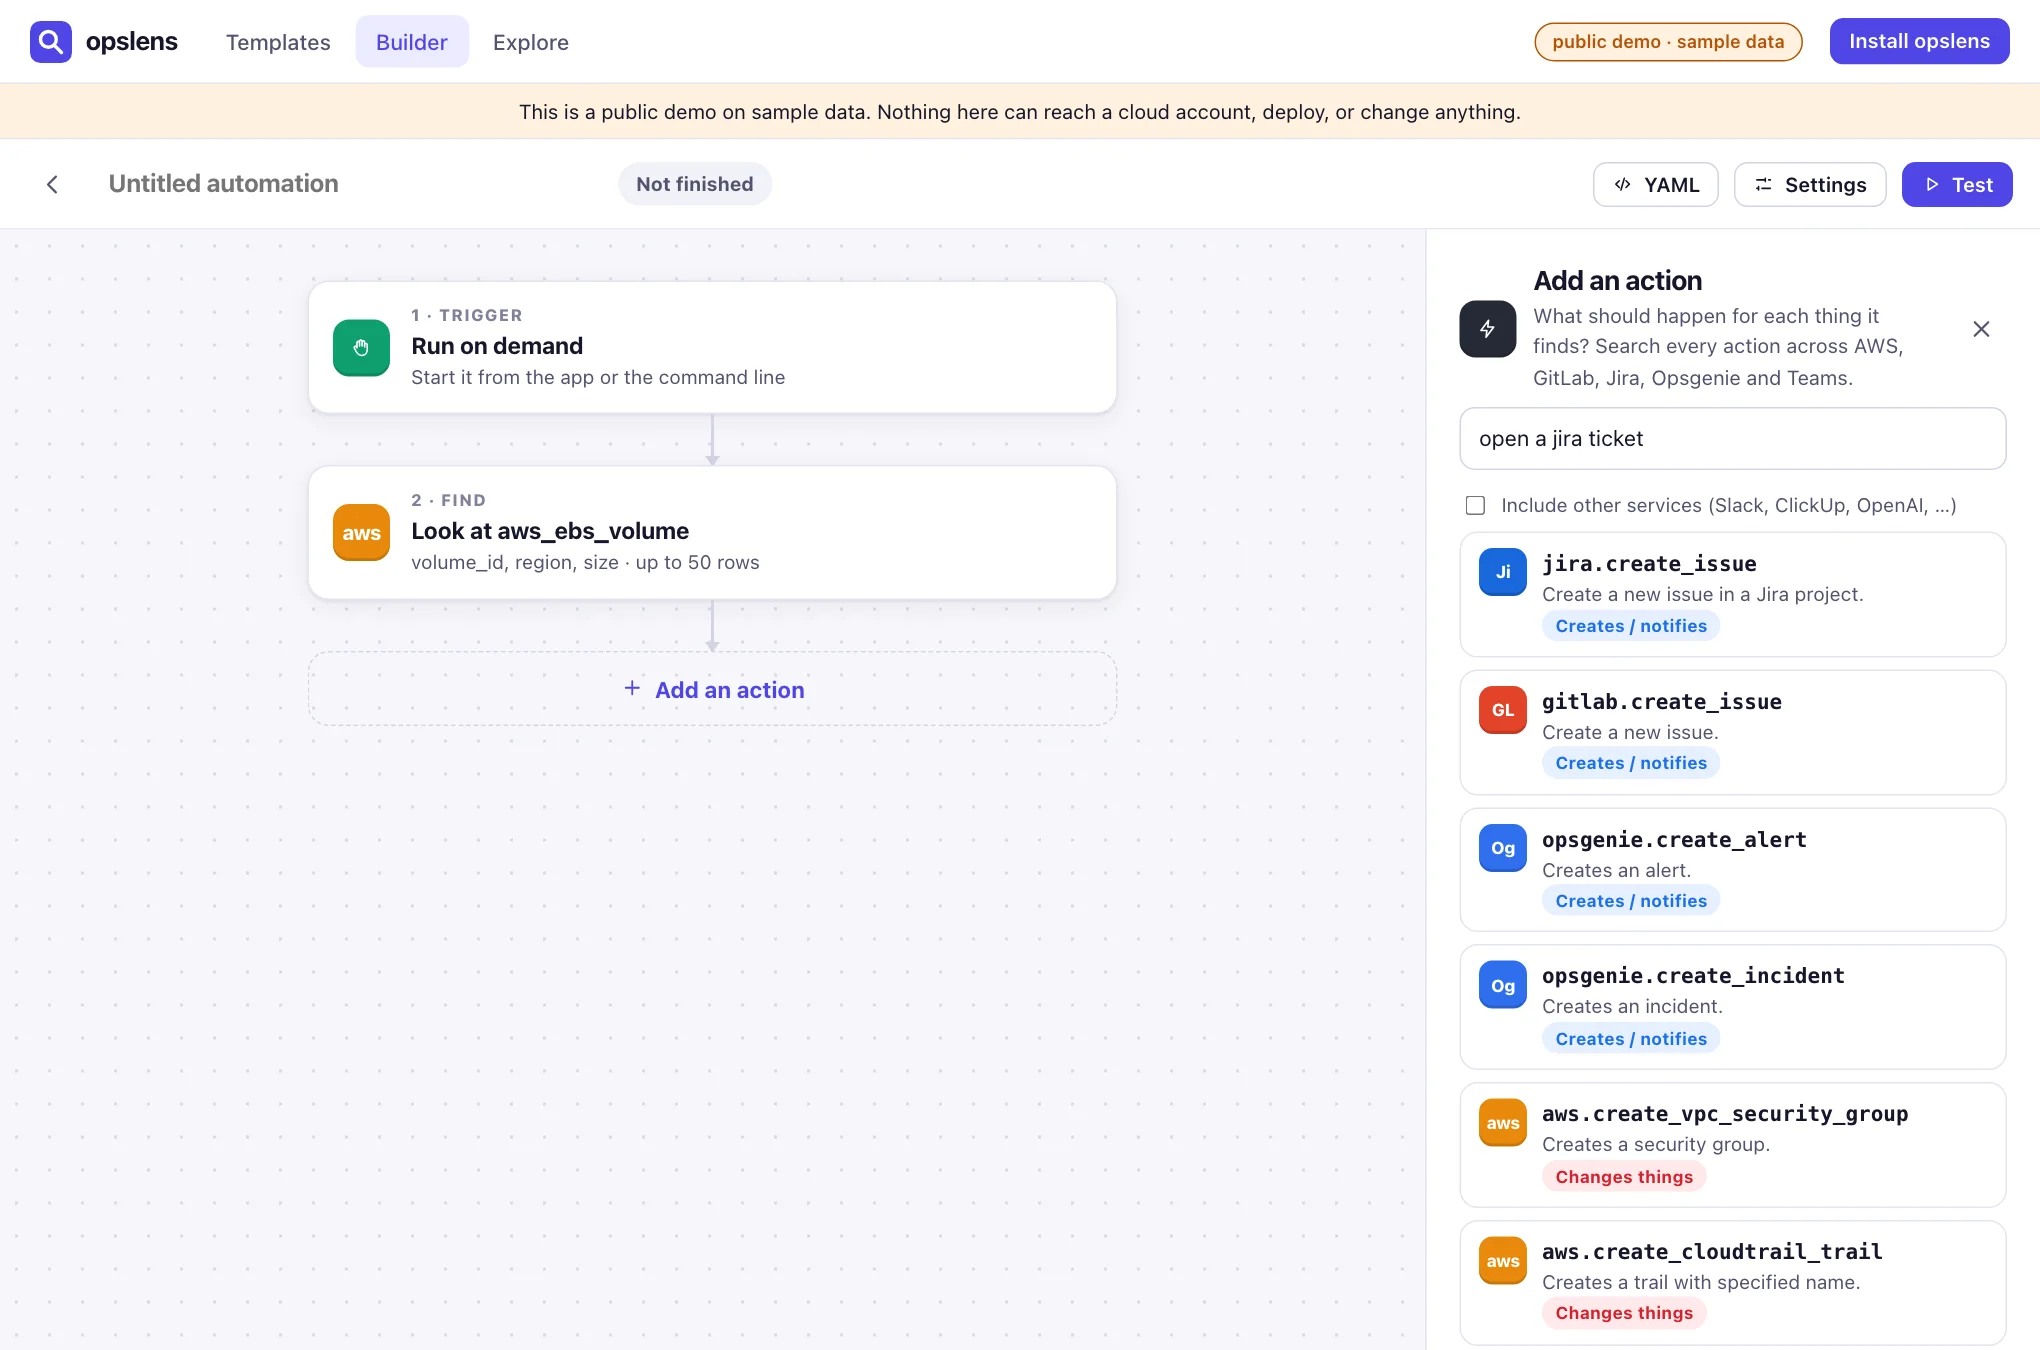 opslens
Templates
Builder
Explore
public demo · sample data
Install opslens
This is a public demo on sample data. Nothing here can reach a cloud account, deploy, or change anything.
Untitled automation
Not finished
YAML
Settings
Test
1 · TRIGGER
Run on demand
Start it from the app or the command line
aws
2 · FIND
Look at aws_ebs_volume
volume_id, region, size · up to 50 rows
+ Add an action
Add an action
What should happen for each thing it
finds? Search every action across AWS,
GitLab, Jira, Opsgenie and Teams.
open a jira ticket
Include other services (Slack, ClickUp, OpenAI, ...)
Ji
jira.create_issue
Create a new issue in a Jira project.
Creates / notifies
GL
gitlab.create_issue
Create a new issue.
Creates / notifies
Og
opsgenie.create_alert
Creates an alert.
Creates / notifies
Og
opsgenie.create_incident
Creates an incident.
Creates / notifies
aws
aws.create_vpc_security_group
Creates a security group.
Changes things
aws
aws.create_cloudtrail_trail
Creates a trail with specified name.
Changes things